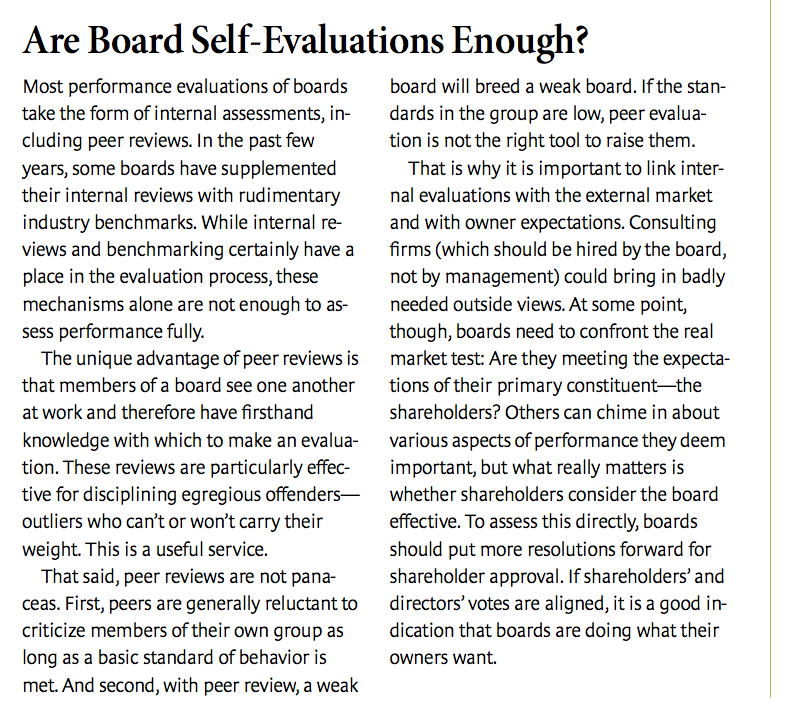 Are Board Self-Evaluations Enough?
Most performance evaluations of boards
take the form of internal assessments, in-
cluding peer reviews. In the past few
years, some boards have supplemented
their internal reviews with rudimentary
industry benchmarks. While internal re-
views and benchmarking certainly have a
place in the evaluation process, these
mechanisms alone are not enough to as-
sess performance fully.
The unique advantage of peer reviews is
that members of a board see one another
at work and therefore have firsthand
knowledge with which to make an evalua-
tion. These reviews are particularly effec-
tive for disciplining egregious offenders—
outliers who can’t or won’t carry their
weight. This is a useful service.
That said, peer reviews are not pana-
ceas. First, peers are generally reluctant to
criticize members of their own group as
long as a basic standard of behavior is
met. And second, with peer review, a weak
board will breed a weak board. If the stan-
dards in the group are low, peer evalua-
tion is not the right tool to raise them.
That is why it is important to link inter-
nal evaluations with the external market
and with owner expectations. Consulting
firms (which should be hired by the board,
not by management) could bring in badly
needed outside views. At some point,
though, boards need to confront the real
market test: Are they meeting the expecta-
tions of their primary constituent—the
shareholders? Others can chime in about
various aspects of performance they deem
important, but what really matters is
whether shareholders consider the board
effective. To assess this directly, boards
should put more resolutions forward for
shareholder approval. If shareholders’ and
directors’ votes are aligned, it is a good in-
dication that boards are doing what their
owners want.